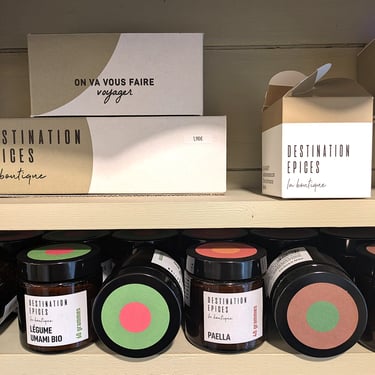 ON VA VOUS FAIRE
voyager
DESTINATION
EPICES
la boutique
DESTINATION
EPICES
la boutique
DESTINATION
EPICES
la boutique
LÉGUME
UMAMI BIO
DESTINATION
EPICES
la boutique
PAELLA